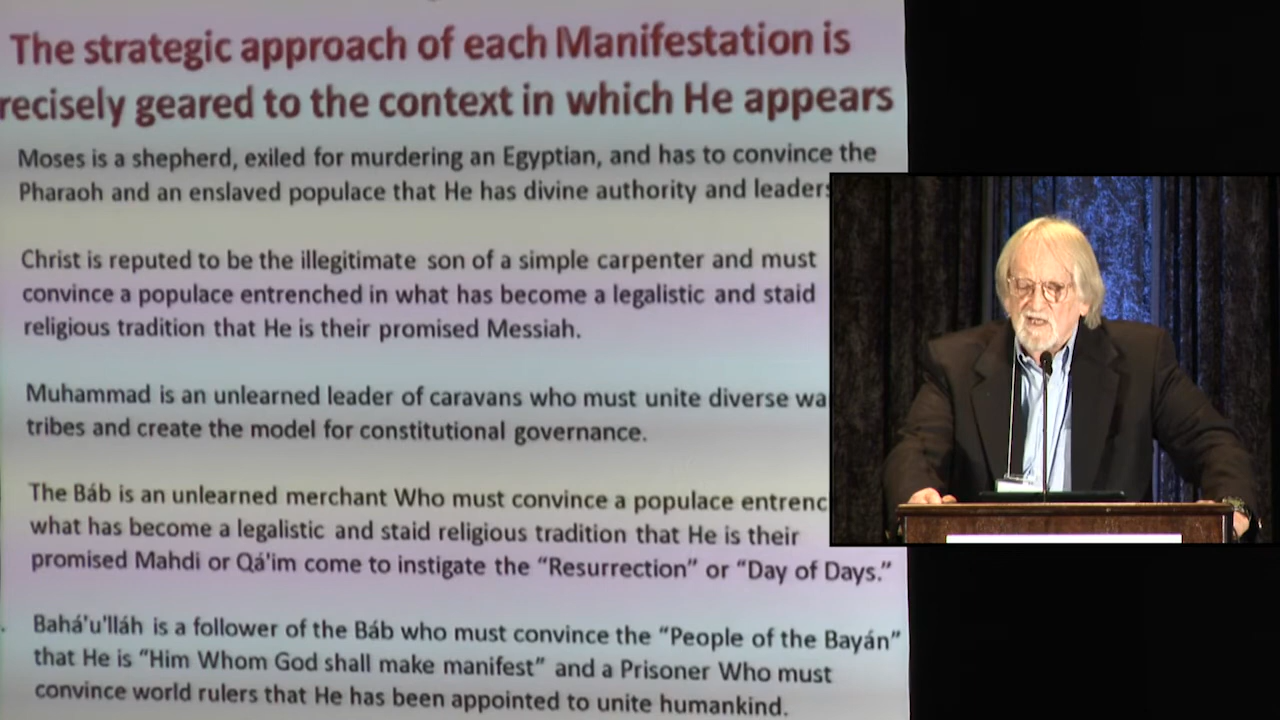 The strategic approach of each Manifestation is
recisely geared to the context in which He appears
Moses is a shepherd, exiled for murdering an Egyptian, and has to convince the
Pharaoh and an enslaved populace that He has divine authority and leaders
Christ is reputed to be the illegitimate son of a simple carpenter and must
convince a populace entrenched in what has become a legalistic and staid
religious tradition that He is their promised Messiah.
Muhammad is an unlearned leader of caravans who must unite diverse wa
tribes and create the model for constitutional governance.
The Báb is an unlearned merchant Who must convince a populace entrenc
what has become a legalistic and staid religious tradition that He is their
promised Mahdi or Qá'im come to instigate the “Resurrection” or “Day of Days.”
Bahá'u'lláh is a follower of the Báb who must convince the “People of the Bayán”
that He is “Him Whom God shall make manifest” and a Prisoner Who must
convince world rulers that He has been appointed to unite humankind.